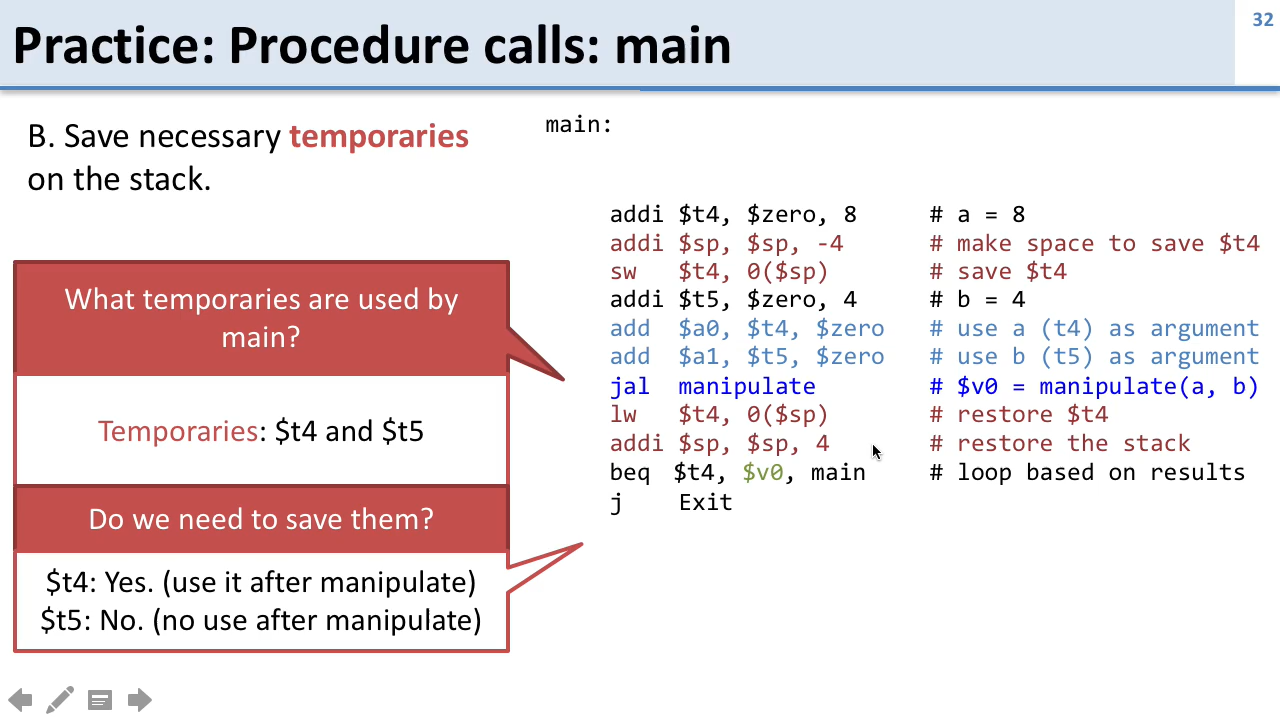 Practice: Procedure calls: main
32
B. Save necessary temporaries
on the stack.
What temporaries are used by
main?
Temporaries: $t4 and $t5
Do we need to save them?
$t4: Yes. (use it after manipulate)
$t5: No. (no use after manipulate)
main:
addi $t4, $zero, 8 # a = 8
addi $sp, $sp, -4 # make space to save $t4
sw $t4, 0($sp) # save $t4
addi $t5, $zero, 4 # b = 4
add $a0, $t4, $zero # use a (t4) as argument
add $a1, $t5, $zero # use b (t5) as argument
jal manipulate # $v0 = manipulate(a, b)
lw $t4, 0($sp) # restore $t4
addi $sp, $sp, 4 # restore the stack
beq $t4, $v0, main # loop based on results
j Exit